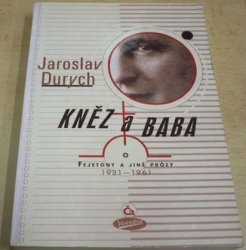 Jaroslav
Durych
KNĚZ a BABA
FEJETONY A JINÉ PRÓZY
1921 - 1961